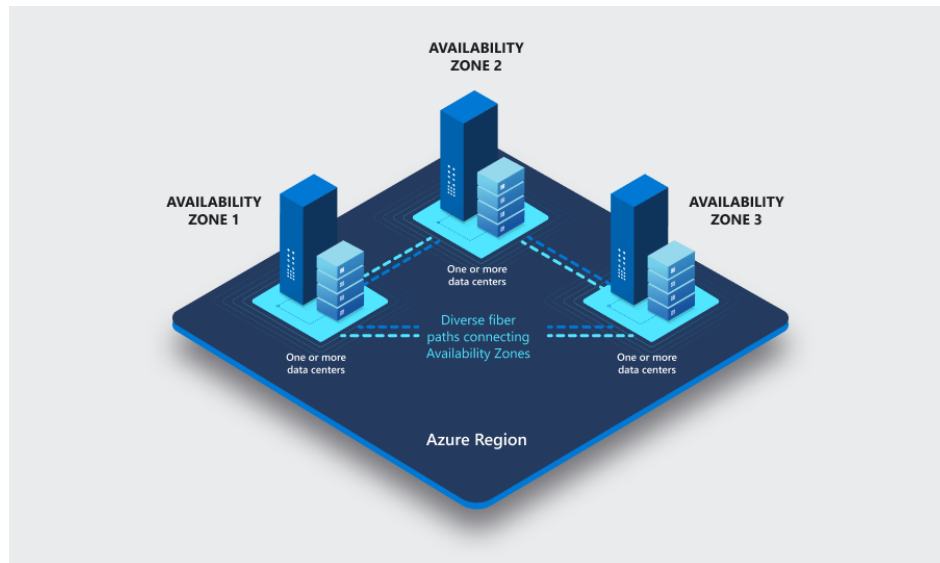 AVAILABILITY
ZONE 2
AVAILABILITY
ZONE 1
AVAILABILITY
ZONE 3
One or more
data centers
Diverse fiber
paths connecting
Availability Zones
One or more
data centers
One or more
data centers
Azure Region